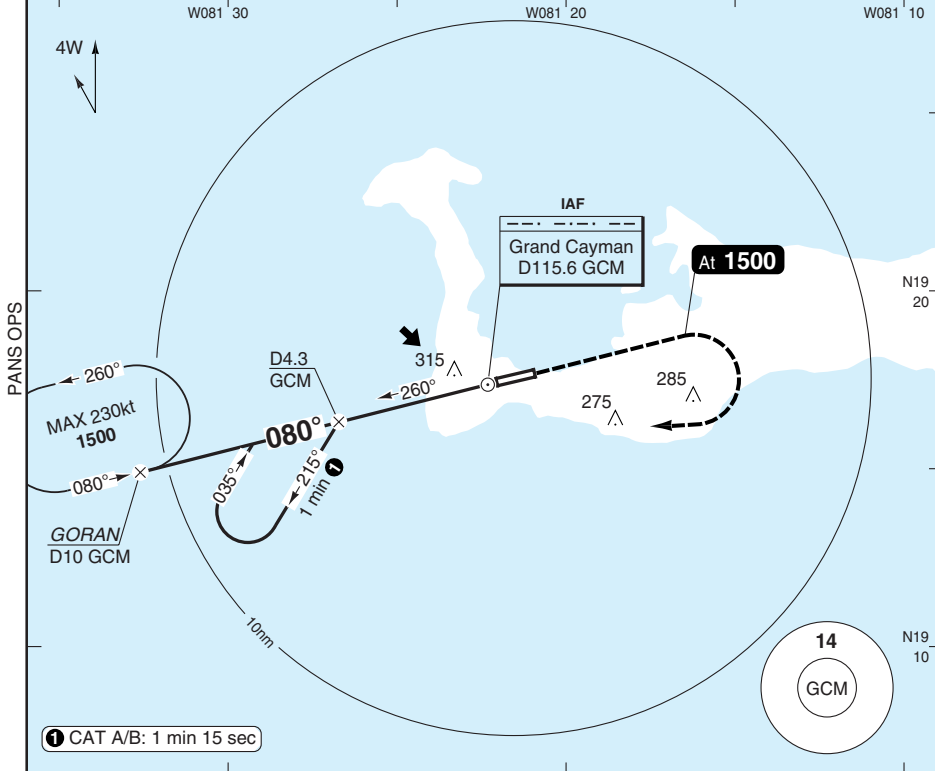 W081 30
W081 20
W081 10
4W
PANS OPS
IAF
Grand Cayman
D115.6 GCM
At 1500
N19
20
D4.3
GCM
315
260°
285
275
260°
MAX 230kt
1500
080°
080°
GORAN
D10 GCM
035°
215°
1 min 1
10nm
N19
10
14
GCM
1 CAT A/B: 1 min 15 sec